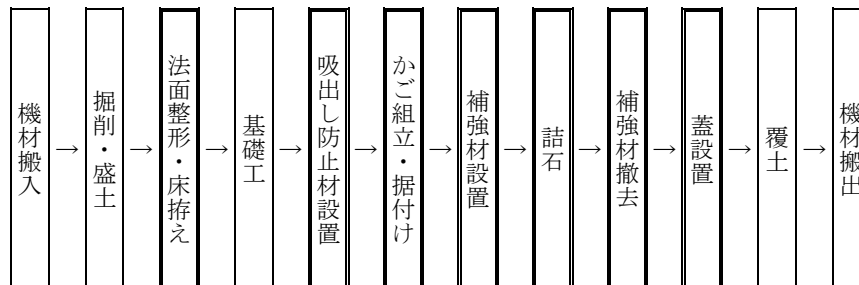 機材搬入
→
掘削・盛土
→
法面整形・床拵え
→
基礎工
→
吸出し防止材設置
→
かご組立・据付け
→
補強材設置
→
詰石
→
補強材撤去
→
蓋設置
→
覆土
→
機材搬出